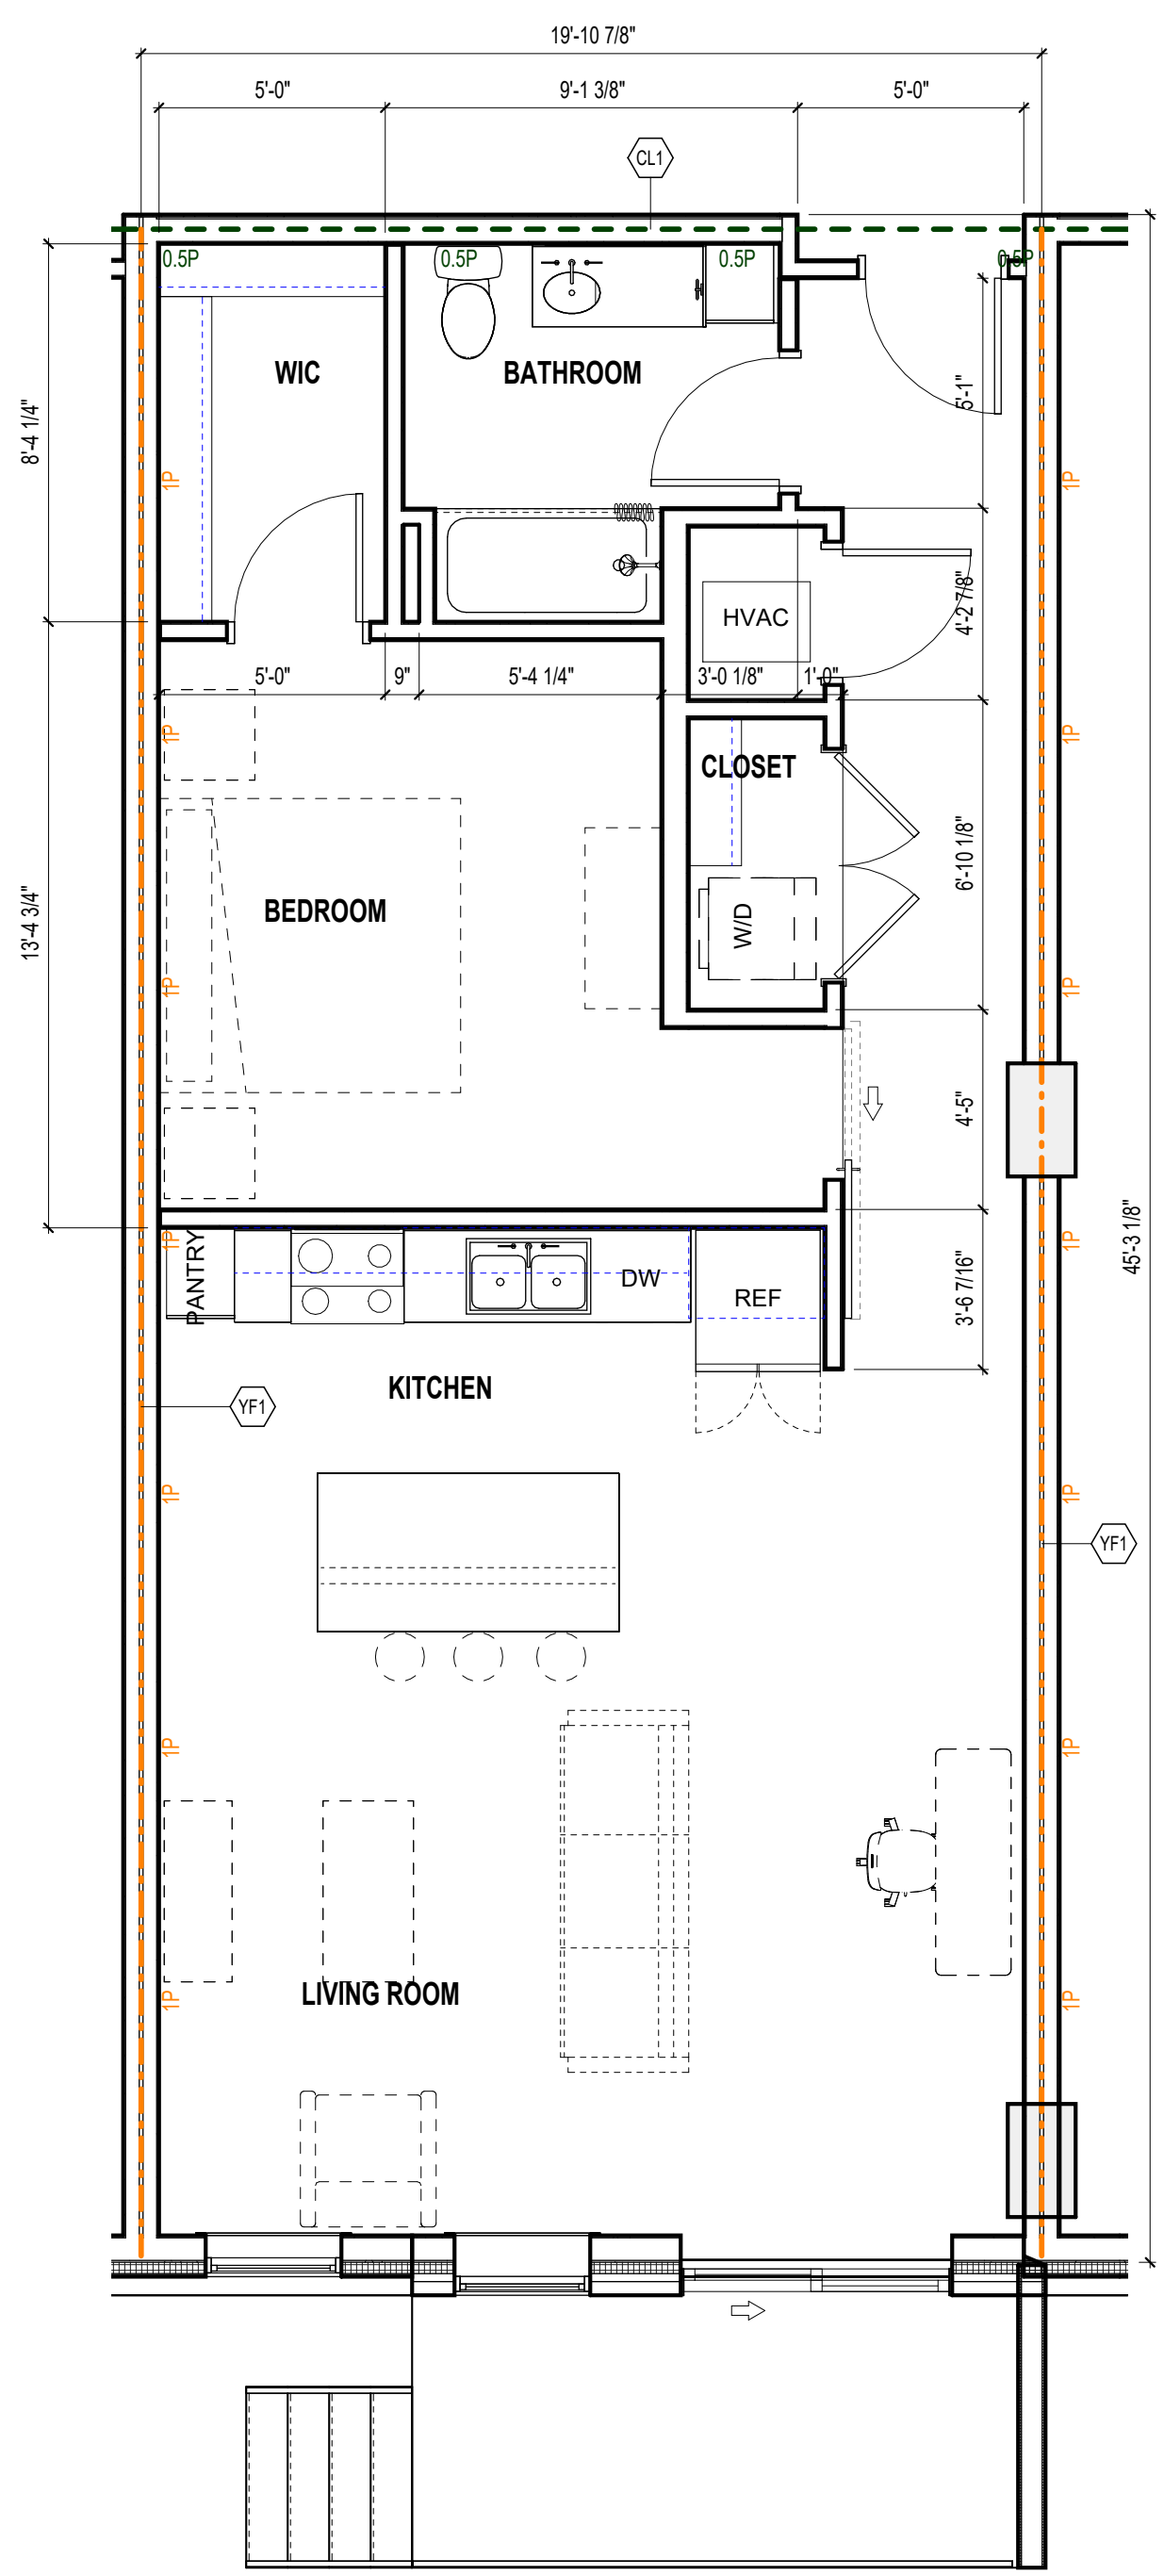 19'-10 7/8"
5'-0"
9'-1 3/8"
5'-0"
CL1
0.5P
0.5P
0.5P
0.5P
WIC
BATHROOM
5'-1"
8'-4 1/4"
1P
1P
HVAC
4'-2 7/8"
5'-0"
9"
5'-4 1/4"
3'-0 1/8"
1'-0"
1P
1P
CLOSET
6'-10 1/8"
BEDROOM
W/D
13'-4 3/4"
1P
1P
4'-5"
45'-3 1/8"
1P
1P
PANTRY
DW
REF
3'-6 7/16"
KITCHEN
YF1
1P
1P
YF1
1P
1P
LIVING ROOM
1P
1P